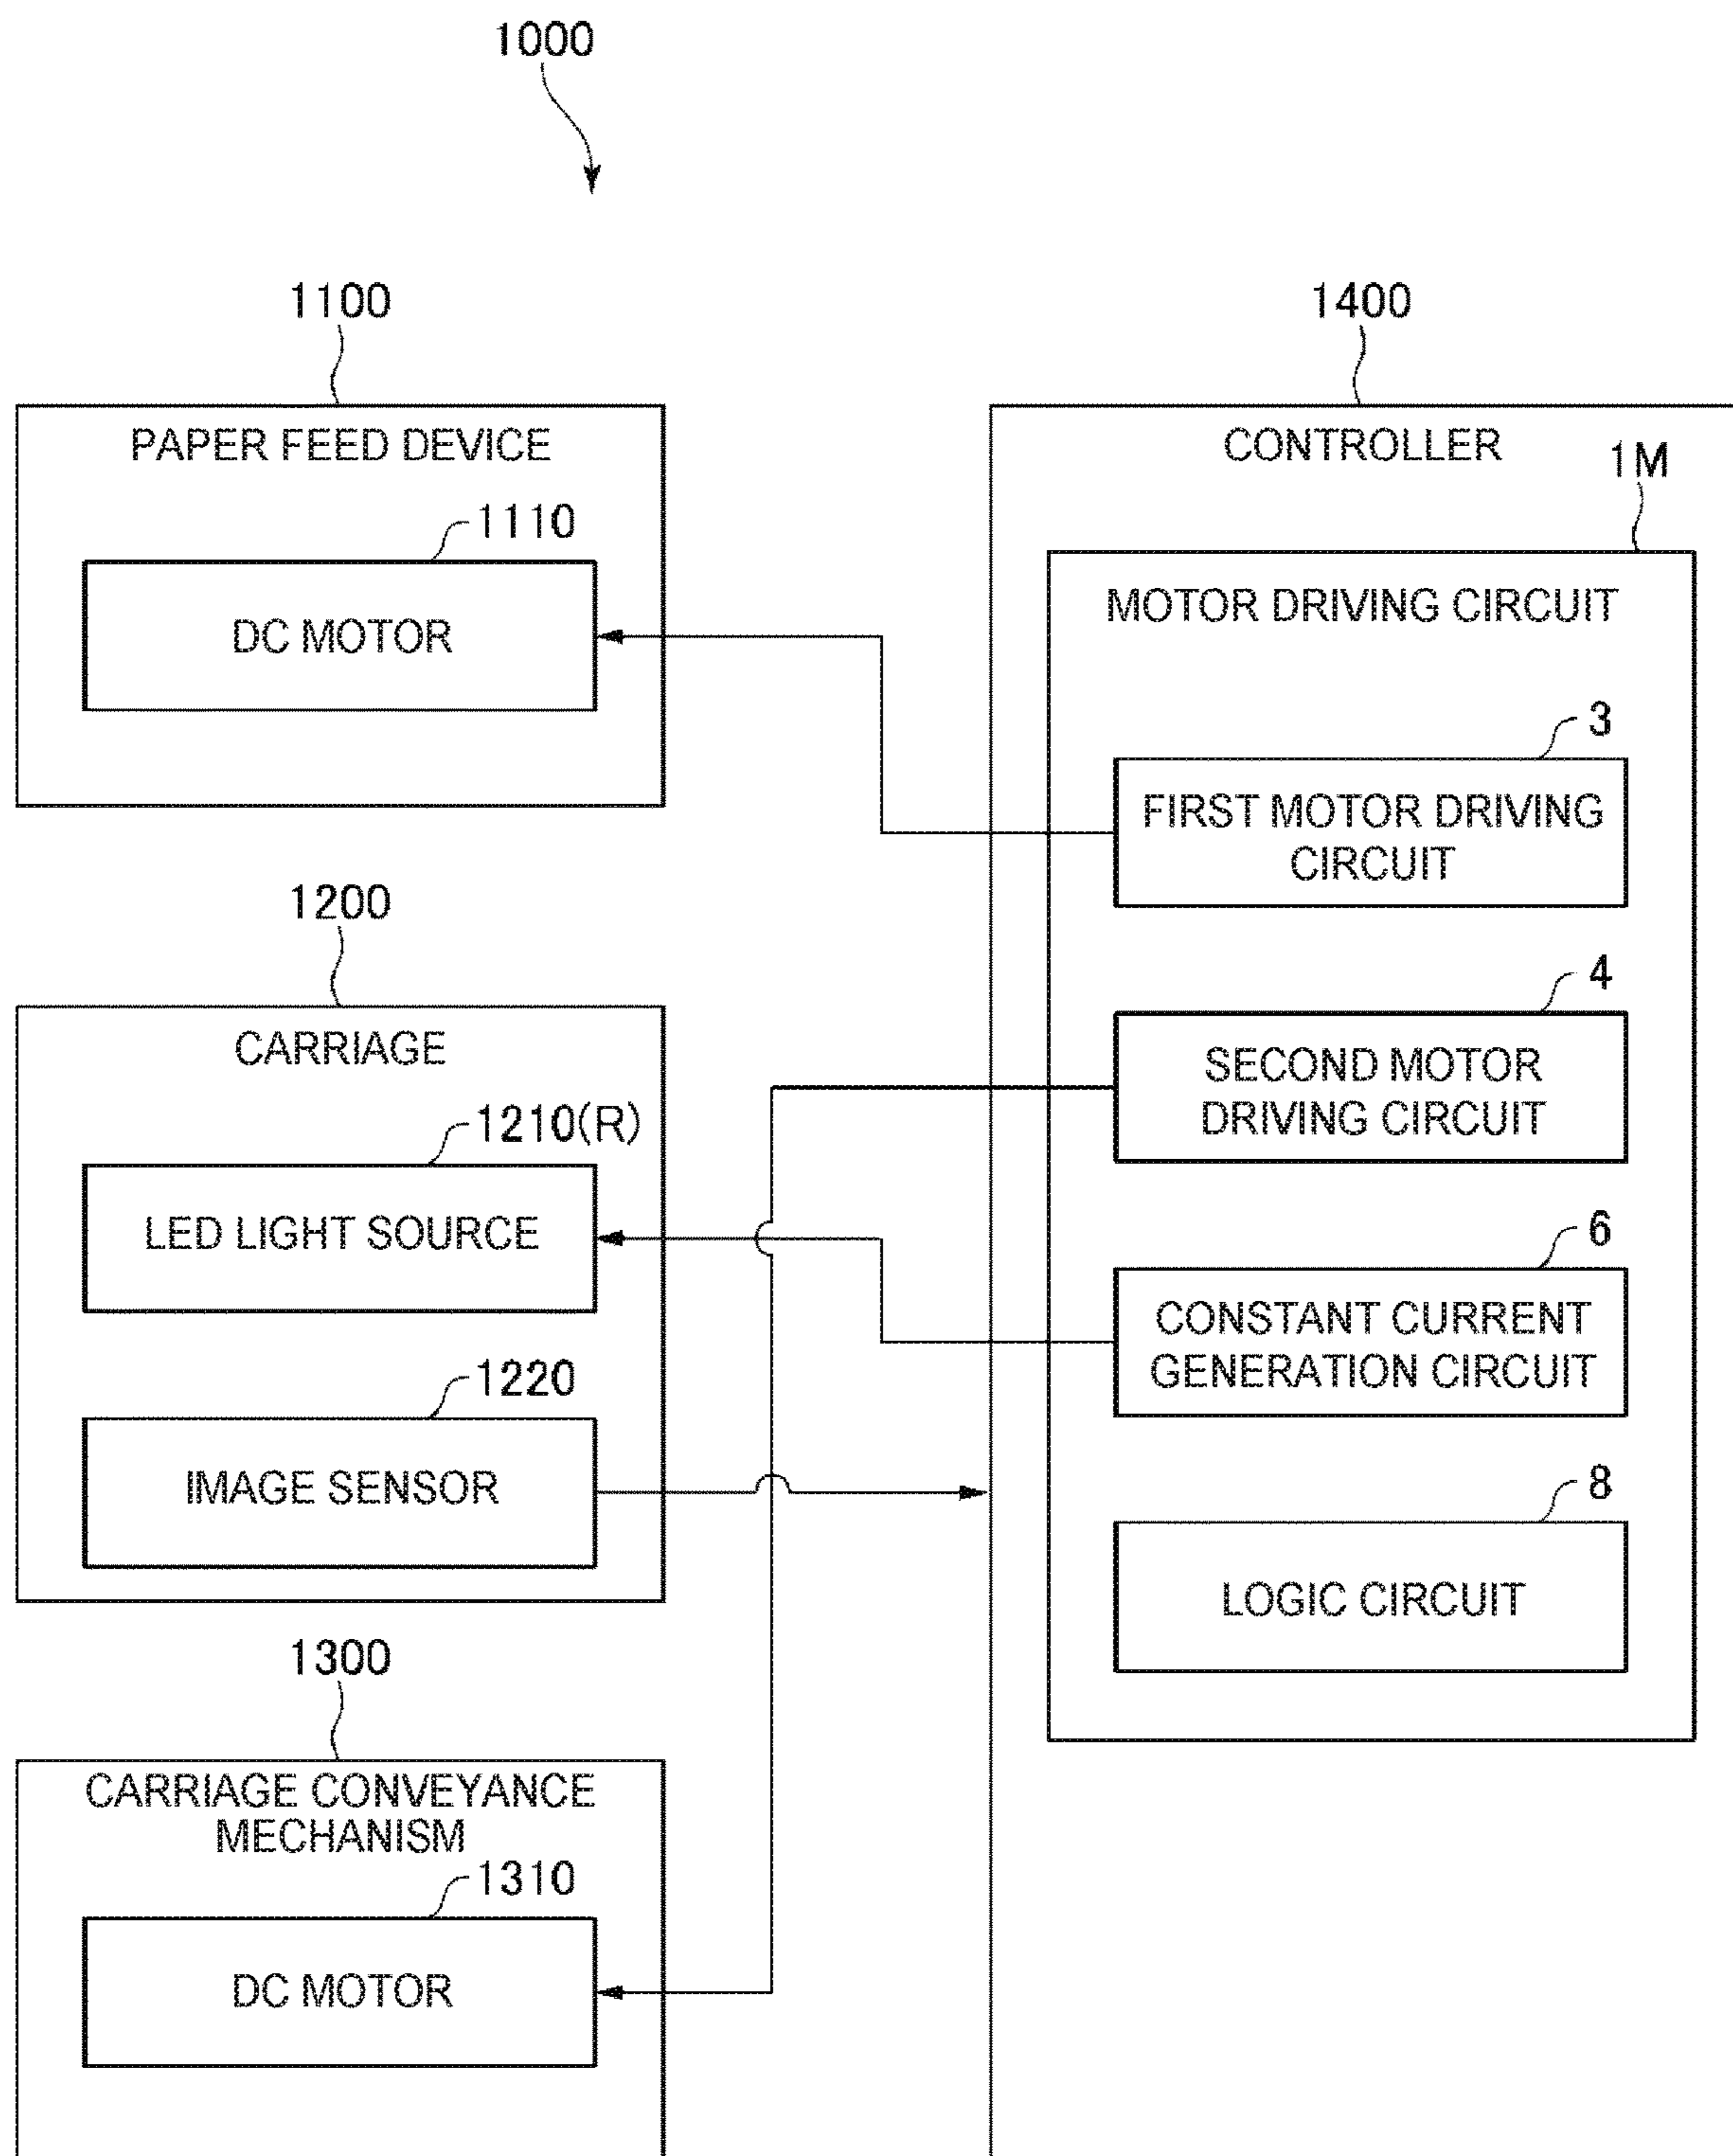 1000
1100
PAPER FEED DEVICE
1110
DC MOTOR
1200
CARRIAGE
1210(R)
LED LIGHT SOURCE
1220
IMAGE SENSOR
1300
CARRIAGE CONVEYANCE
MECHANISM
1310
DC MOTOR
1400
CONTROLLER
1M
MOTOR DRIVING CIRCUIT
3
FIRST MOTOR DRIVING
CIRCUIT
4
SECOND MOTOR
DRIVING CIRCUIT
6
CONSTANT CURRENT
GENERATION CIRCUIT
8
LOGIC CIRCUIT